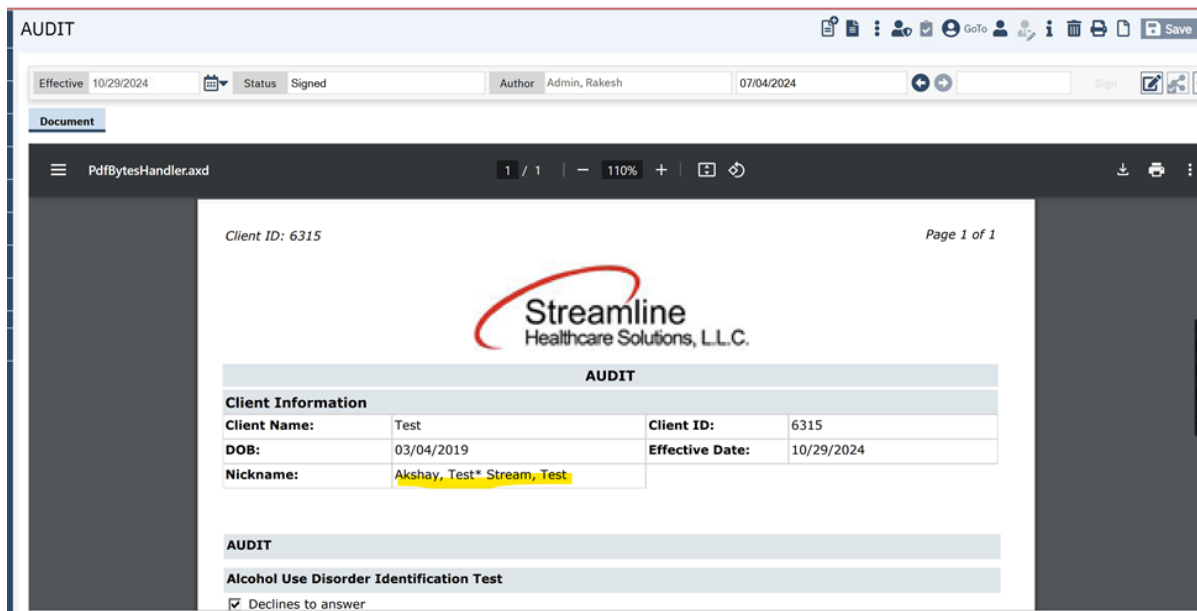 AUDIT
GoTo
Save
Effective 10/29/2024 Status Signed Author Admin, Rakesh 07/04/2024 Sign
Document
PdfBytesHandler.axd 1 / 1 110%
Client ID: 6315 Page 1 of 1
Streamline
Healthcare Solutions, L.L.C.
AUDIT
Client Information
Client Name: Test Client ID: 6315
DOB: 03/04/2019 Effective Date: 10/29/2024
Nickname: Akshay, Test* Stream, Test
AUDIT
Alcohol Use Disorder Identification Test
Declines to answer